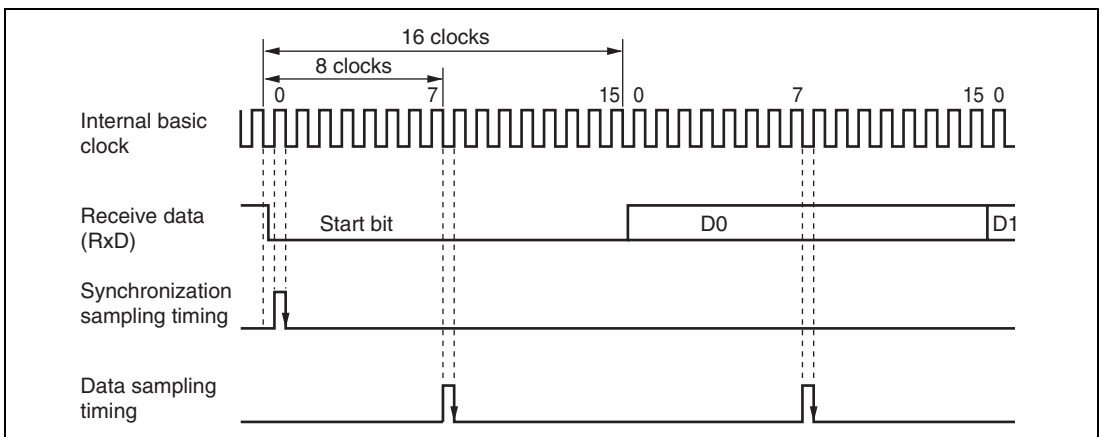 16 clocks
8 clocks
0 7 15 0 7 15 0
Internal basic
clock
Receive data
(RxD)
Start bit D0 D1
Synchronization
sampling timing
Data sampling
timing